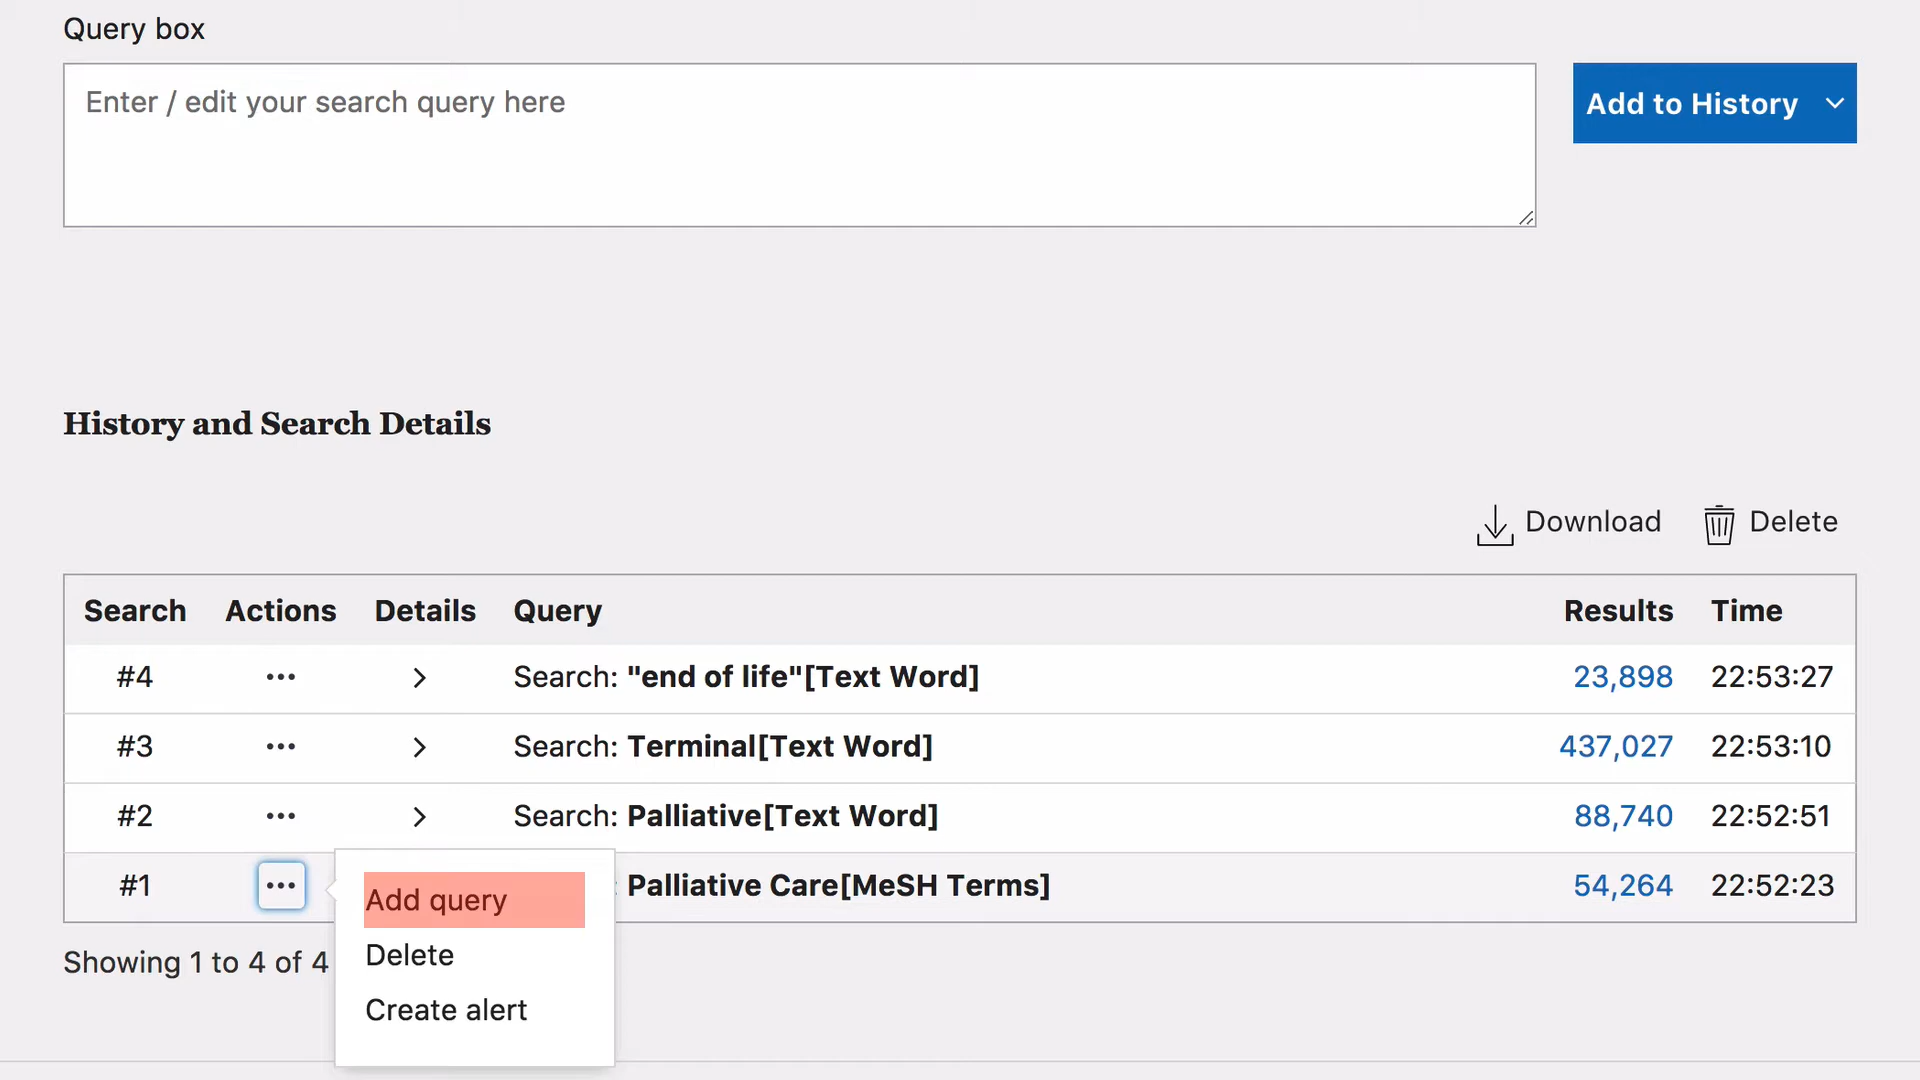 Query box
Enter / edit your search query here
Add to History
History and Search Details
Download Delete
Search Actions Details Query Results Time
#4 ••• Search: "end of life"[Text Word] 23,898 22:53:27
#3 ••• Search: Terminal[Text Word] 437,027 22:53:10
#2 ••• Search: Palliative[Text Word] 88,740 22:52:51
#1 ••• : Palliative Care[MeSH Terms] 54,264 22:52:23
Add query
Delete
Create alert
Showing 1 to 4 of 4